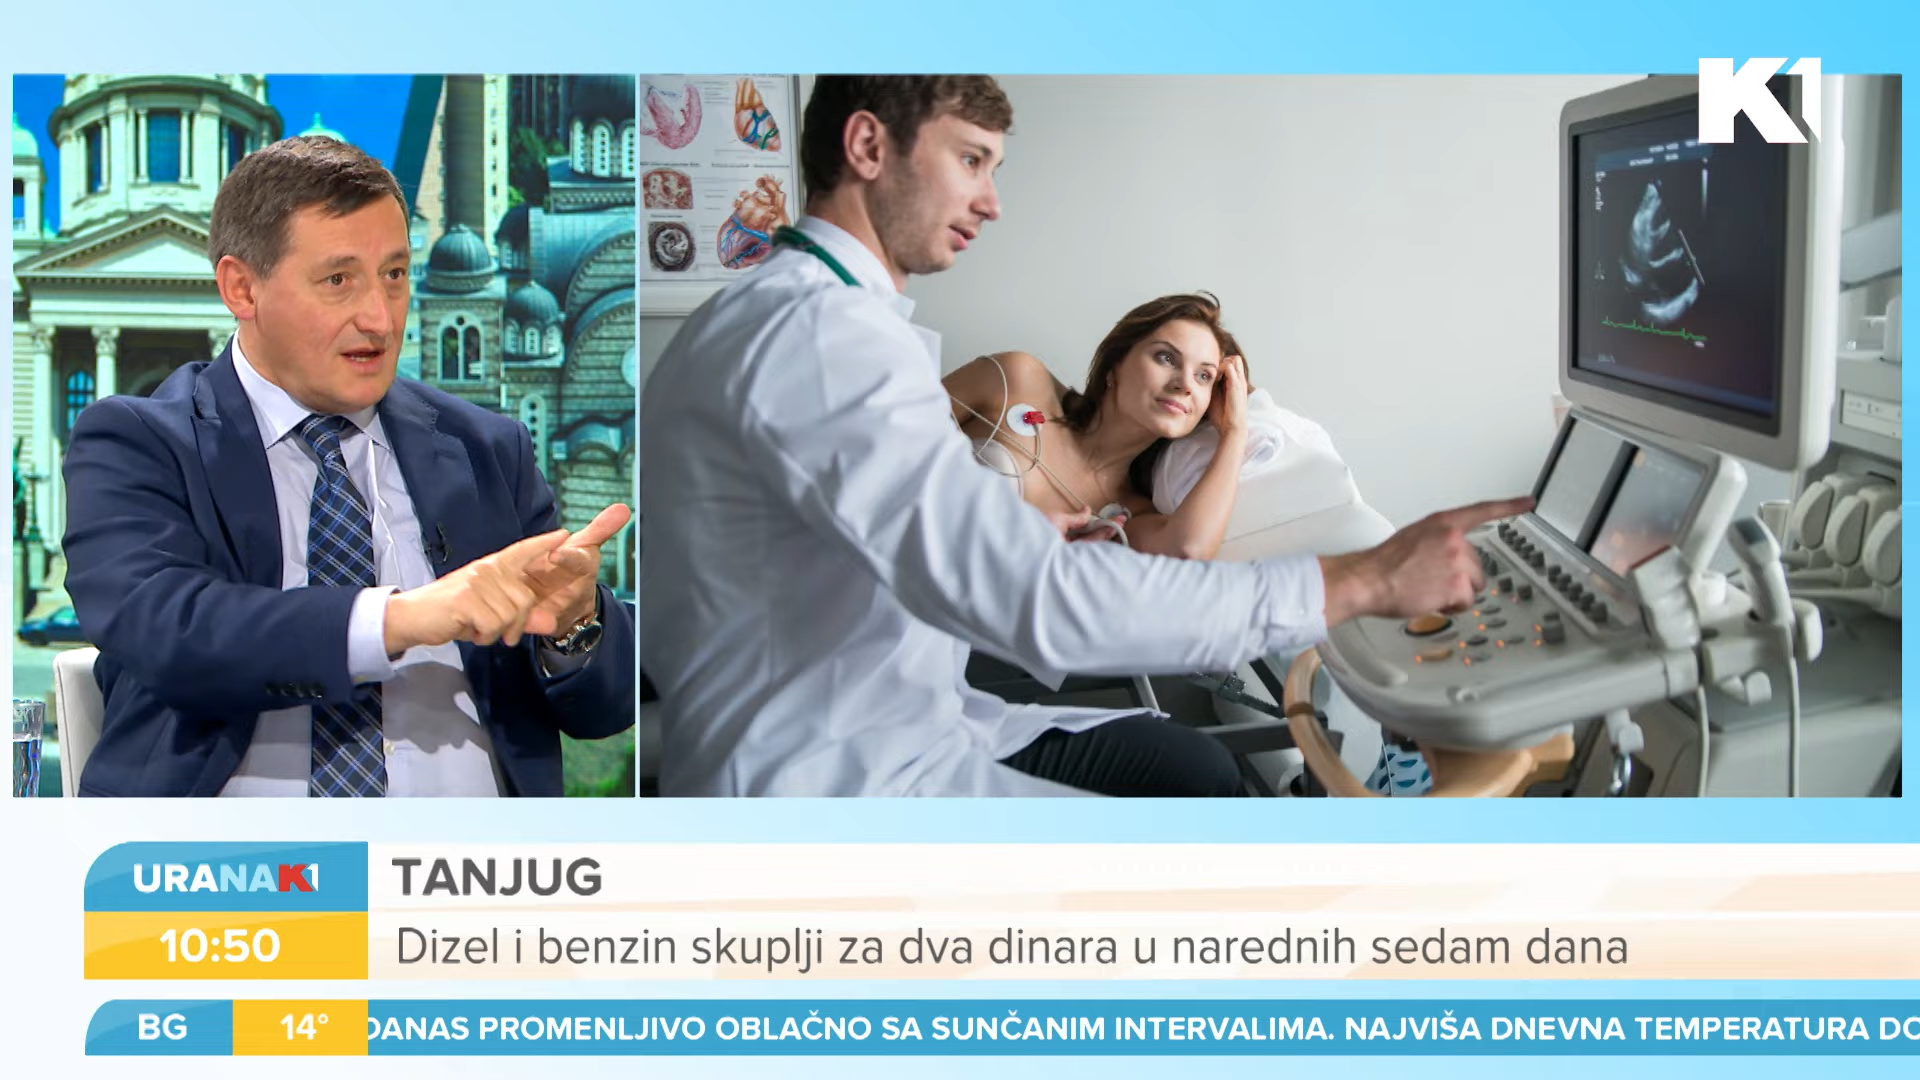 K1
URANAK1
TANJUG
10:50
Dizel i benzin skuplji za dva dinara u narednih sedam dana
BG
14°
DANAS PROMENLJIVO OBLAČNO SA SUNČANIM INTERVALIMA. NAJVIŠA DNEVNA TEMPERATURA DO